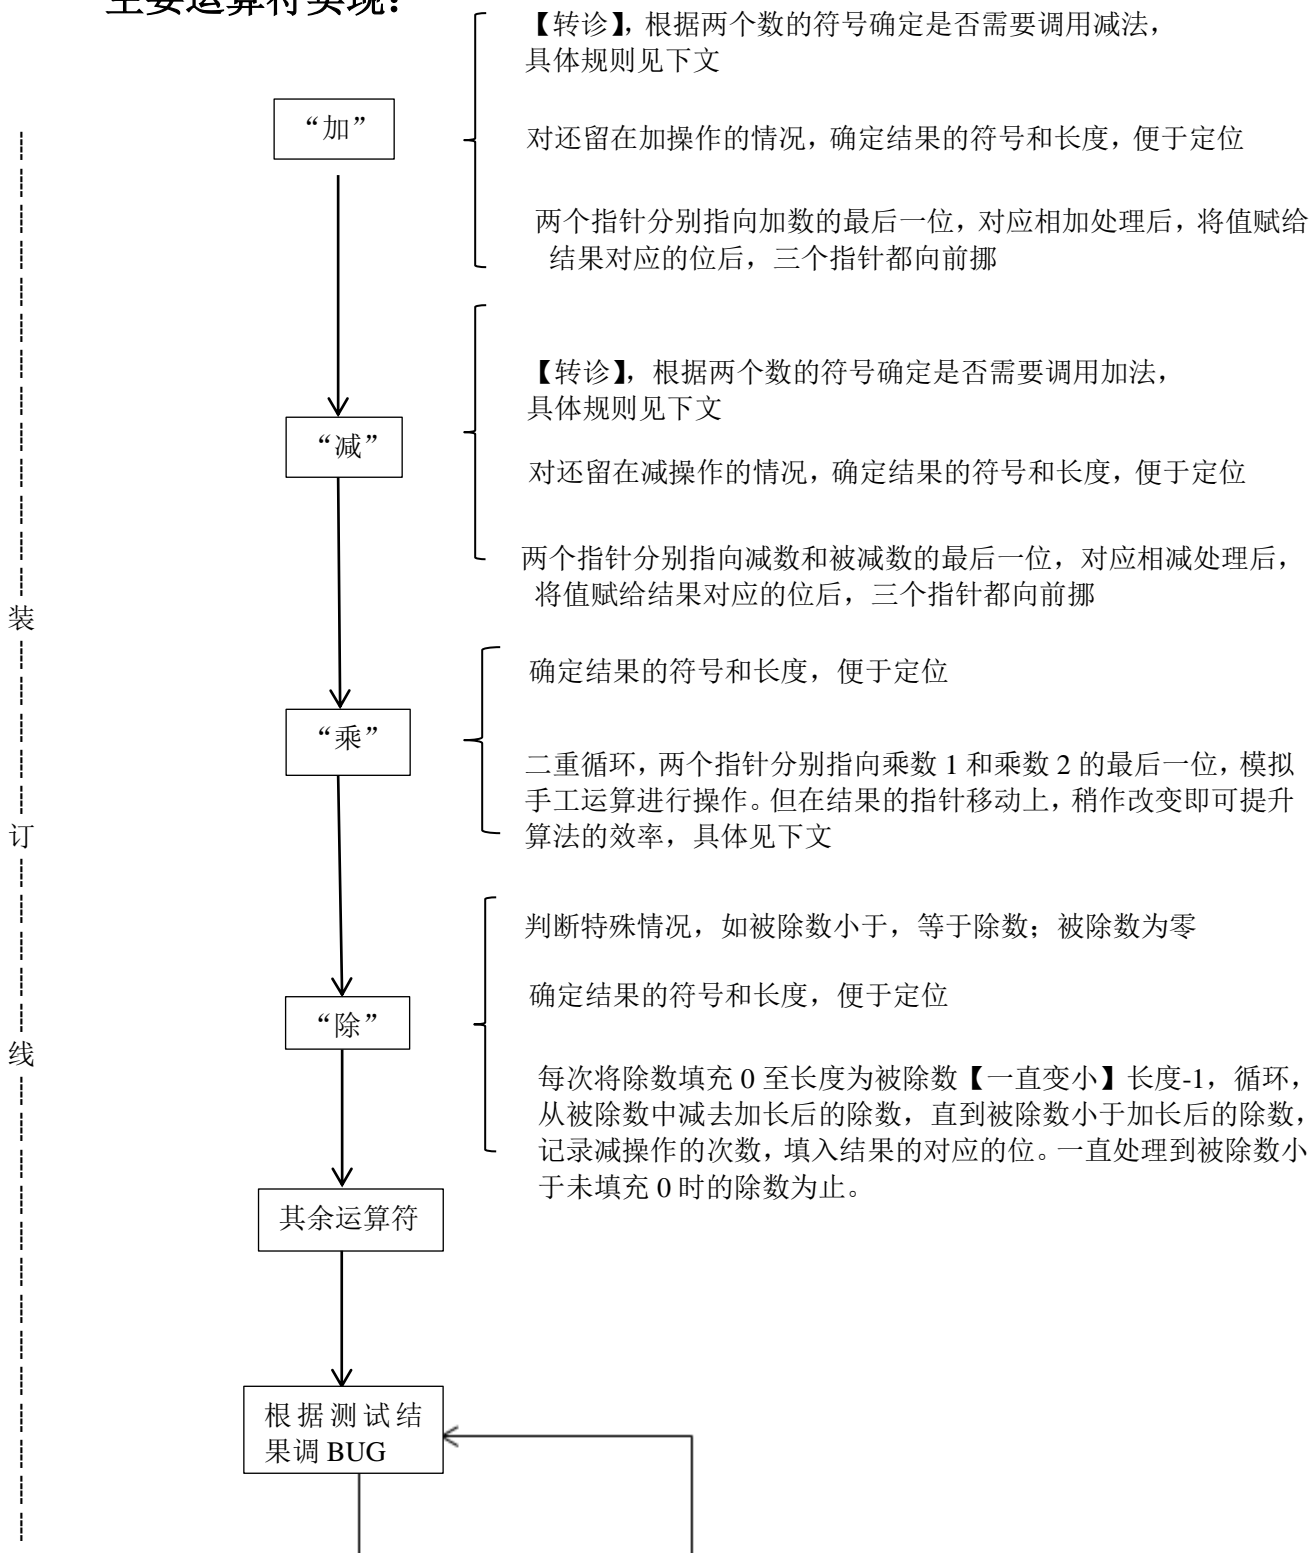 主要运算符实现：
【转诊】，根据两个数的符号确定是否需要调用减法，
具体规则见下文
“加”
对还留在加操作的情况，确定结果的符号和长度，便于定位
两个指针分别指向加数的最后一位，对应相加处理后，将值赋给
结果对应的位后，三个指针都向前挪
【转诊】，根据两个数的符号确定是否需要调用加法，
具体规则见下文
“减”
对还留在减操作的情况，确定结果的符号和长度，便于定位
两个指针分别指向减数和被减数的最后一位，对应相减处理后，
将值赋给结果对应的位后，三个指针都向前挪
装
确定结果的符号和长度，便于定位
“乘”
二重循环，两个指针分别指向乘数 1 和乘数 2 的最后一位，模拟
手工运算进行操作。但在结果的指针移动上，稍作改变即可提升
算法的效率，具体见下文
订
判断特殊情况，如被除数小于，等于除数；被除数为零
确定结果的符号和长度，便于定位
“除”
线
每次将除数填充 0 至长度为被除数【一直变小】长度-1，循环，
从被除数中减去加长后的除数，直到被除数小于加长后的除数，
记录减操作的次数，填入结果的对应的位。一直处理到被除数小
于未填充 0 时的除数为止。
其余运算符
根据测试结
果调 BUG